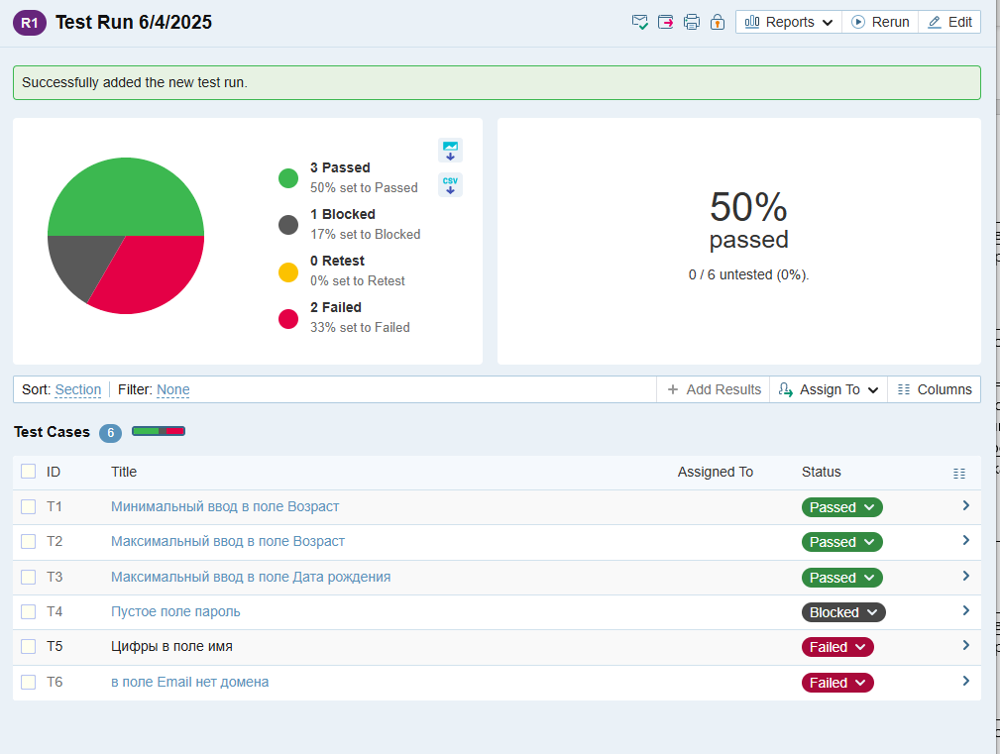 R1 Test Run 6/4/2025
Reports Rerun Edit
Successfully added the new test run.
3 Passed
50% set to Passed
1 Blocked
17% set to Blocked
0 Retest
0% set to Retest
2 Failed
33% set to Failed
CSV
50%
passed
0 / 6 untested (0%).
Sort: Section Filter: None + Add Results Assign To Columns
Test Cases 6
ID Title Assigned To Status
T1 Минимальный ввод в поле Возраст Passed
T2 Максимальный ввод в поле Возраст Passed
T3 Максимальный ввод в поле Дата рождения Passed
T4 Пустое поле пароль Blocked
T5 Цифры в поле имя Failed
T6 в поле Email нет домена Failed